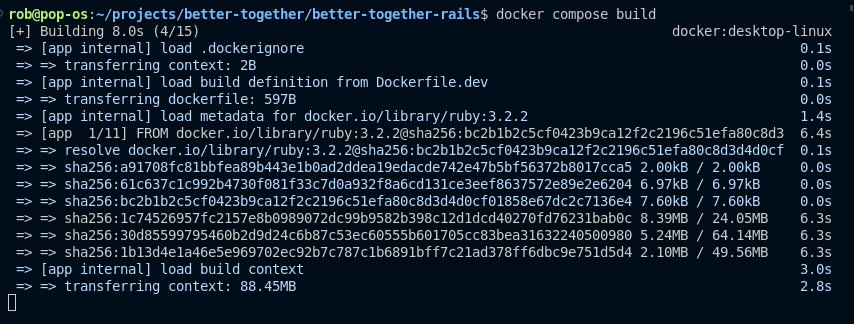 rob@pop-os:~/projects/better-together/better-together-rails$ docker compose build
[+] Building 8.0s (4/15) docker:desktop-linux
=> [app internal] load .dockerignore 0.1s
=> => transferring context: 2B 0.0s
=> [app internal] load build definition from Dockerfile.dev 0.1s
=> => transferring dockerfile: 597B 0.0s
=> [app internal] load metadata for docker.io/library/ruby:3.2.2 1.4s
=> [app  1/11] FROM docker.io/library/ruby:3.2.2@sha256:bc2b1b2c5cf0423b9ca12f2c2196c51efa80c8d3 6.4s
=> => resolve docker.io/library/ruby:3.2.2@sha256:bc2b1b2c5cf0423b9ca12f2c2196c51efa80c8d3d4d0cf 0.1s
=> => sha256:a91708fc81bbfea89b443e1b0ad2ddea19edacde742e47b5bf56372b8017cca5 2.00kB / 2.00kB 0.0s
=> => sha256:61c637c1c992b4730f081f33c7d0a932f8a6cd131ce3eef8637572e89e2e6204 6.97kB / 6.97kB 0.0s
=> => sha256:bc2b1b2c5cf0423b9ca12f2c2196c51efa80c8d3d4d0cf01858e67dc2c7136e4 7.60kB / 7.60kB 0.0s
=> => sha256:1c74526957fc2157e8b0989072dc99b9582b398c12d1dcd40270fd76231bab0c 8.39MB / 24.05MB 6.3s
=> => sha256:30d85599795460b2d9d24c6b87c53ec60555b601705cc83bea31632240500980 5.24MB / 64.14MB 6.3s
=> => sha256:1b13d4e1a46e5e969702ec92b7c787c1b6891bff7c21ad378ff6dbc9e751d5d4 2.10MB / 49.56MB 6.3s
=> [app internal] load build context 3.0s
=> => transferring context: 88.45MB 2.8s